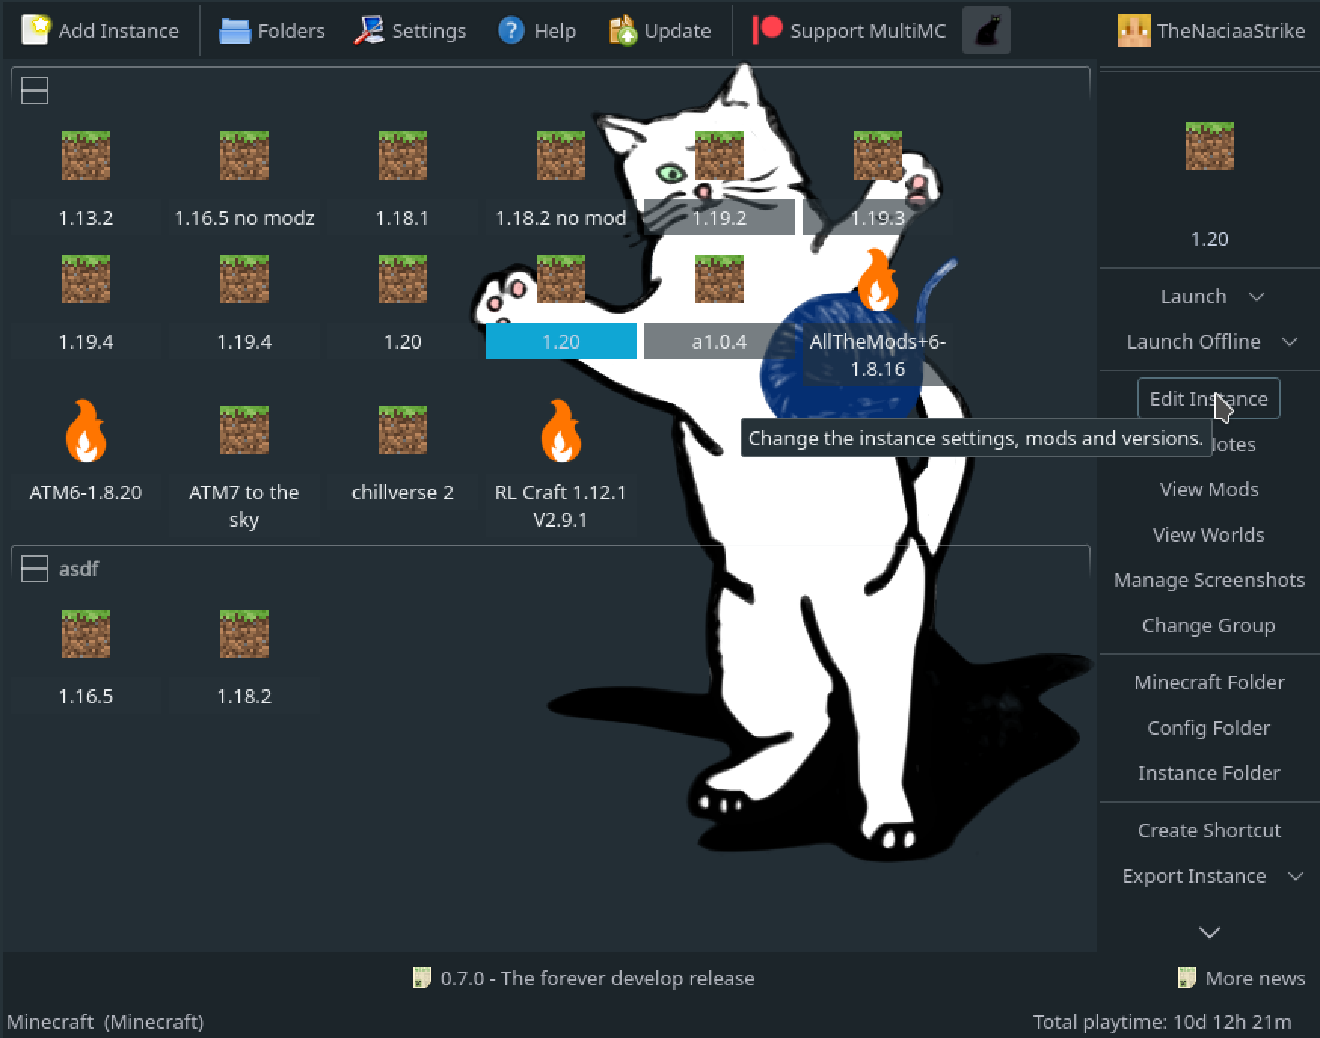 Add Instance Folders Settings Help Update Support MultiMC TheNaciaaStrike
1.13.2 1.16.5 no modz 1.18.1 1.18.2 no mod 1.19.2 1.19.3
1.19.4 1.19.4 1.20 1.20 a1.0.4 AllTheMods+6-
1.8.16
ATM6-1.8.20 ATM7 to the chillverse 2 RL Craft 1.12.1
sky V2.9.1
asdf
1.16.5 1.18.2
1.20
Launch
Launch Offline
Edit Instance
Change the instance settings, mods and versions.
View Mods
View Worlds
Manage Screenshots
Change Group
Minecraft Folder
Config Folder
Instance Folder
Create Shortcut
Export Instance
0.7.0 - The forever develop release More news
Minecraft (Minecraft) Total playtime: 10d 12h 21m